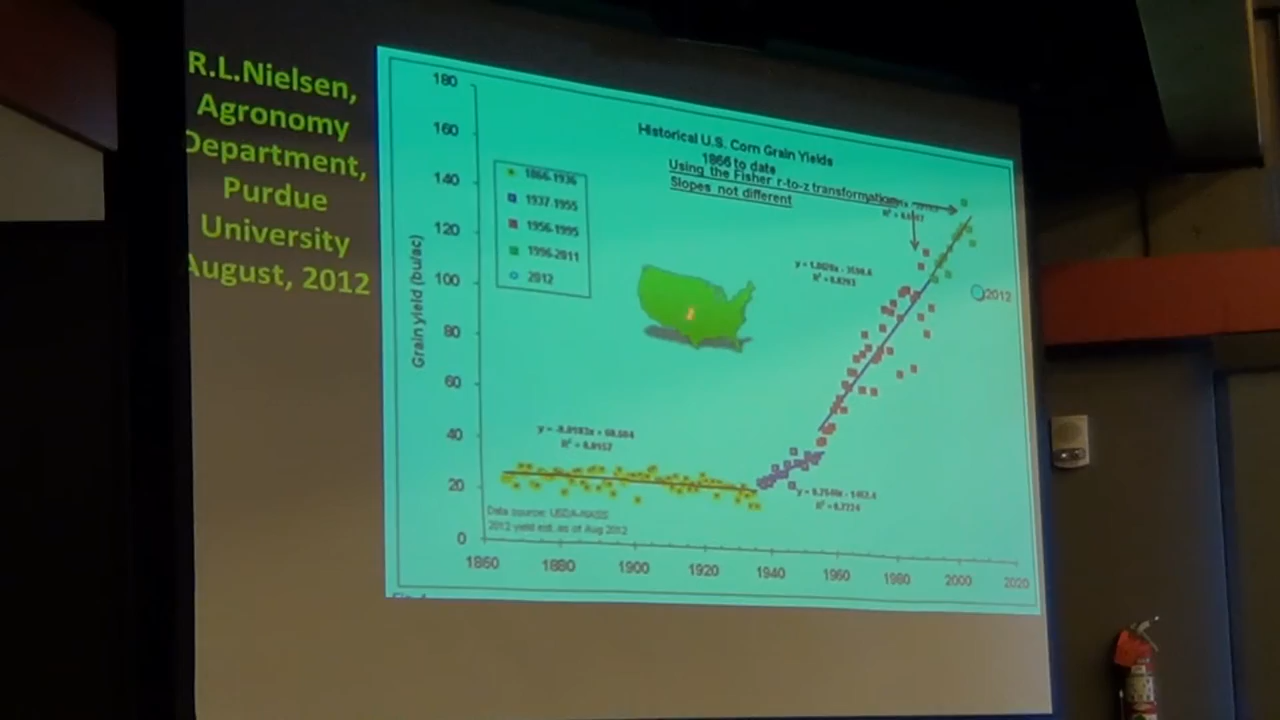 R.L.Nielsen,
Agronomy
Department,
Purdue
University
August, 2012
Historical U.S. Corn Grain Yields
1866 to date
Using the Fisher r-to-z transformation
Slopes not different
1866-1936
1937-1955
1956-1995
1996-2011
2012
Grain yield (bu/ac)
180
160
140
120
100
80
60
40
20
0
1860
1880
1900
1920
1940
1960
1980
2000
2020
2012
Data source: USDA-NASS
2012 yield est. as of Aug 2012